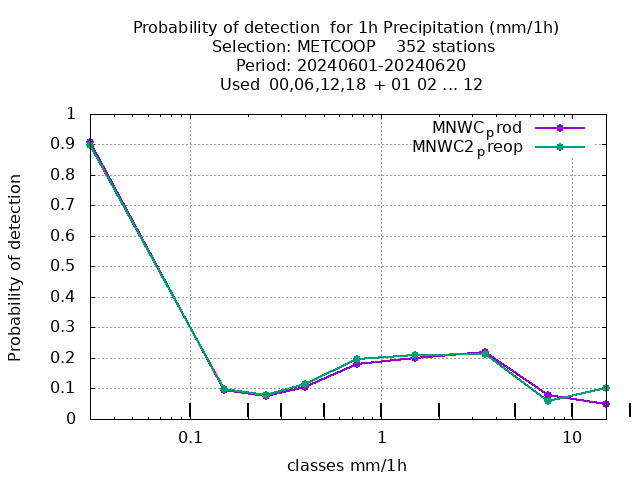 Probability of detection  for 1h Precipitation (mm/1h)
Selection: METCOOP    352 stations
Period: 20240601-20240620
Used  00,06,12,18  + 01 02 ... 12
MNWCprod
MNWC2preop
1
0.9
0.8
0.7
0.6
0.5
0.4
0.3
0.2
0.1
0
Probability of detection
0.1 1 10
classes mm/1h